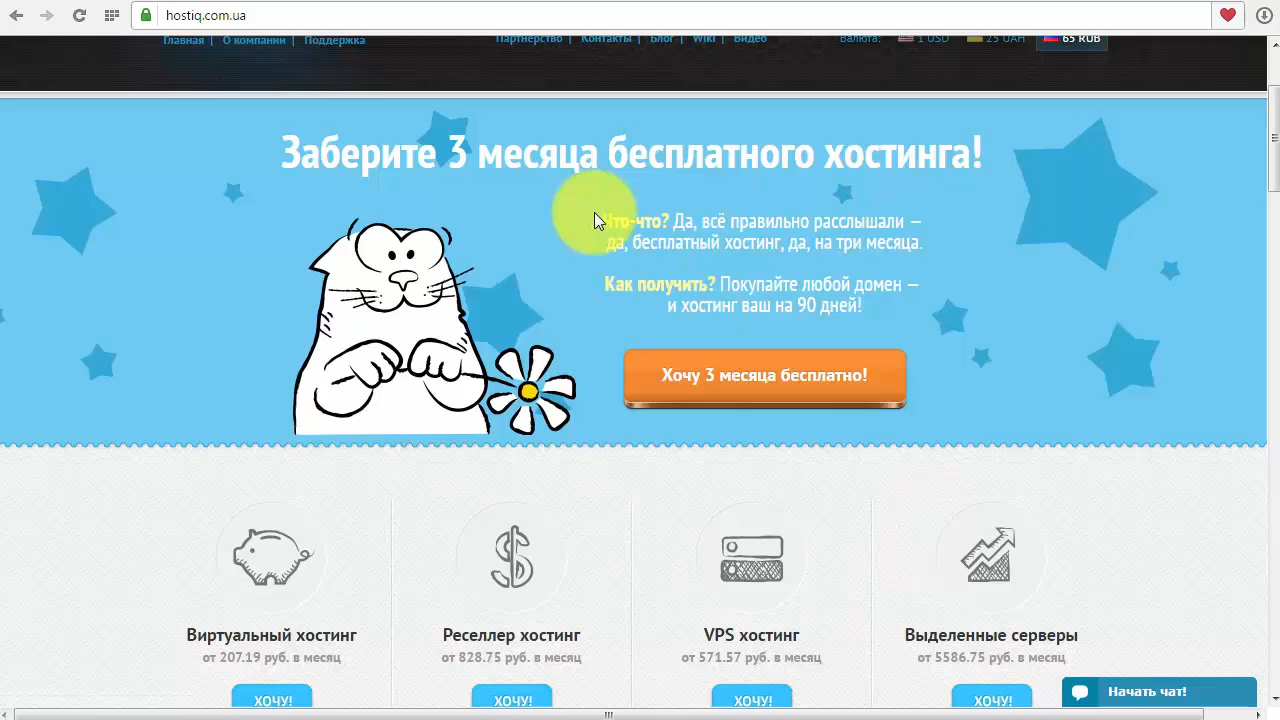 hostiq.com.ua
Главная | О компании | Поддержка
Партнёрство | Контакты | Блог | Wiki | Видео
Валюта: 1 USD 25 UAH 65 RUB
Заберите 3 месяца бесплатного хостинга!
Что-что? Да, всё правильно расслышали —
да, бесплатный хостинг, да, на три месяца.
Как получить? Покупайте любой домен —
и хостинг ваш на 90 дней!
Хочу 3 месяца бесплатно!
Виртуальный хостинг
от 207.19 руб. в месяц
ХОЧУ!
Реселлер хостинг
от 828.75 руб. в месяц
ХОЧУ!
VPS хостинг
от 571.57 руб. в месяц
ХОЧУ!
Выделенные серверы
от 5586.75 руб. в месяц
ХОЧУ!
Начать чат!